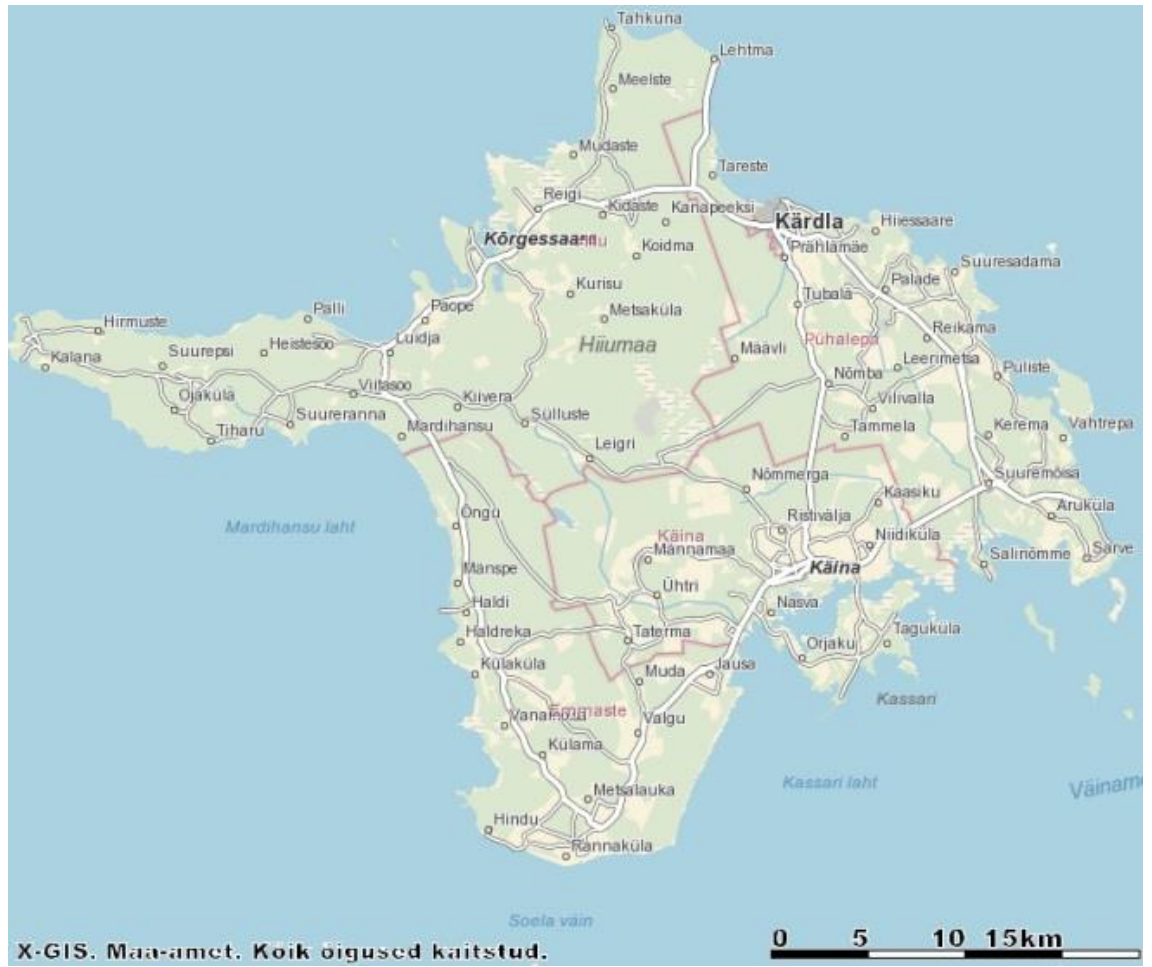 Tahkuna
Lehtma
Meelste
Mudaste
Tareste
Reigi
Kidaste
Kanapeeksi
Kärdla
Hiiessaare
Kõrgessaare
Koidma
Prählamäe
Suuresadama
Kurisu
Palade
Tubala
Palli
Paope
Metsaküla
Hirmuste
Reikama
Pühalepa
Hiiumaa
Luidja
Heistesoo
Suurepsi
Kalana
Määvli
Leerimetsa
Puliste
Nõmba
Viitasoo
Ojaküla
Kiivera
Vilivalla
Sülluste
Suureranna
Mardihansu
Tiharu
Tammela
Kerema
Vahtrepa
Leigri
Nõmmerga
Suuremõisa
Kaasiku
Õngu
Mardihansu laht
Ristivälja
Aruküla
Käina
Männamaa
Niidiküla
Salinõmme
Sarve
Käina
Mänspe
Ühtri
Haldi
Nasva
Haldreka
Taterma
Taguküla
Orjaku
Külaküla
Muda
Jausa
Kassari
Emmaste
Valgu
Külama
Kassari laht
Väinam
Metsalauka
Hindu
Rannaküla
Soela väin
X-GIS. Maa-amet. Kõik õigused kaitstud.
0 5 10 15km